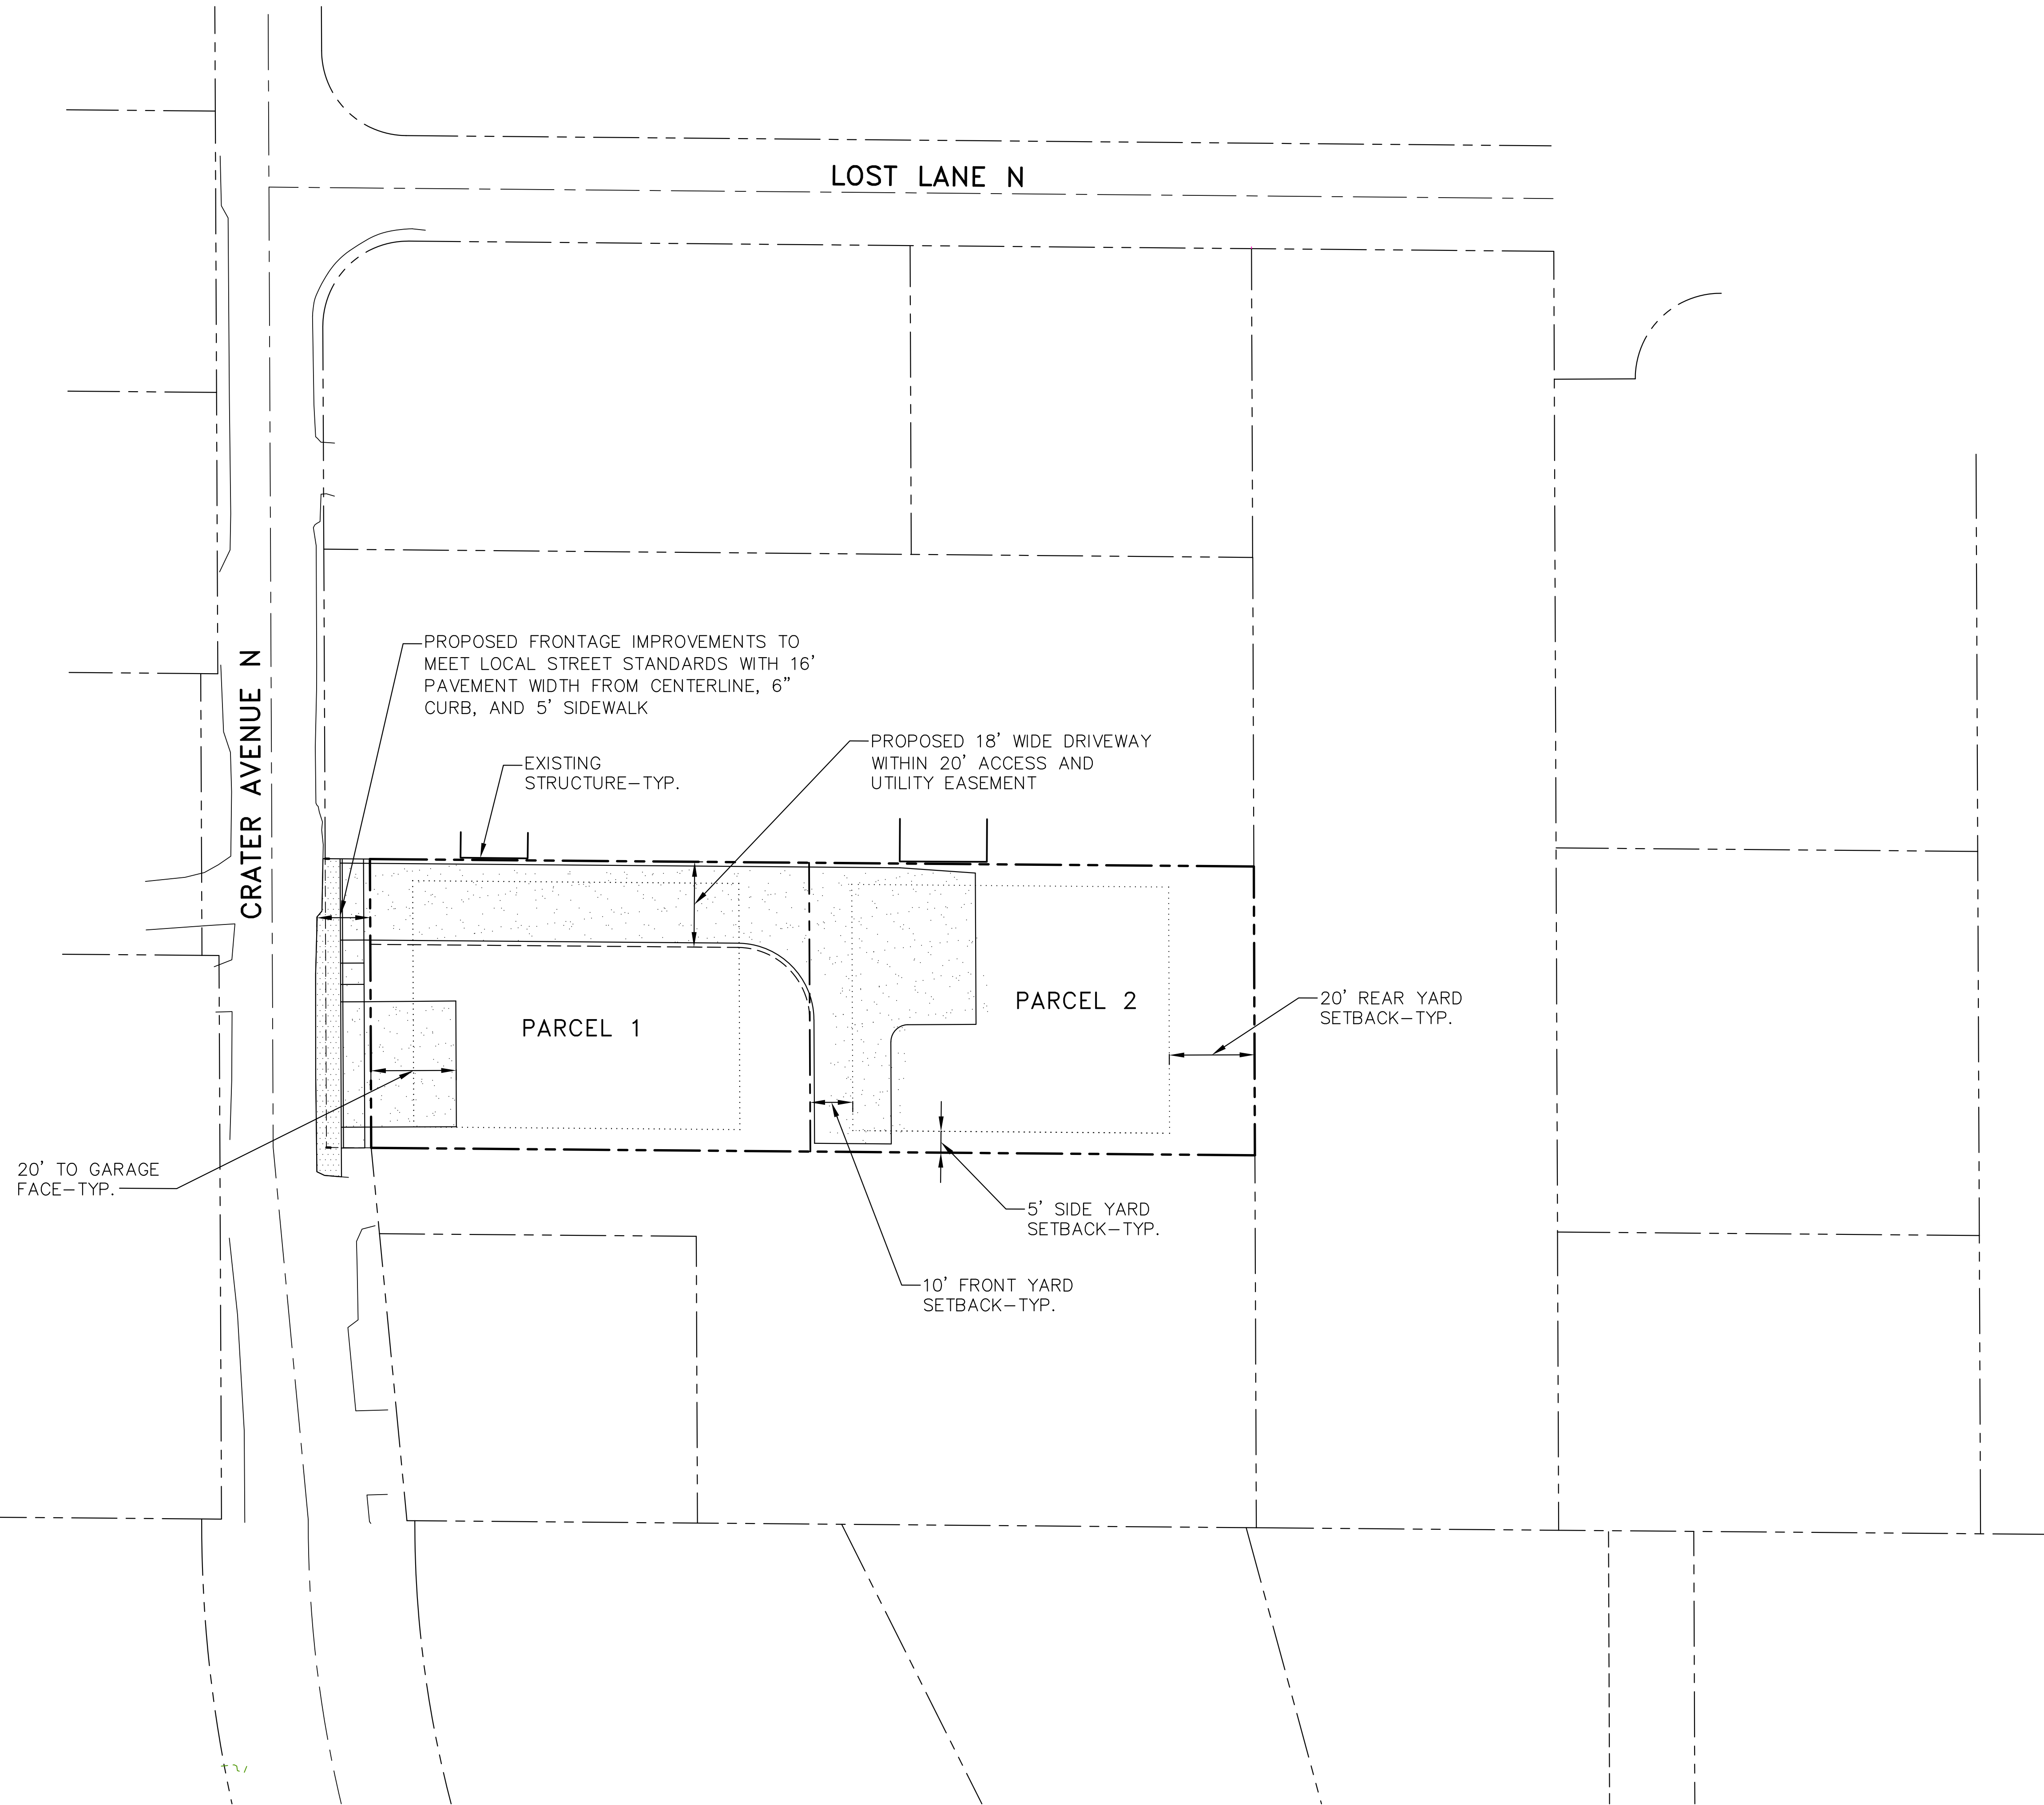 LOST LANE N
CRATER AVENUE N
PROPOSED FRONTAGE IMPROVEMENTS TO
MEET LOCAL STREET STANDARDS WITH 16'
PAVEMENT WIDTH FROM CENTERLINE, 6"
CURB, AND 5' SIDEWALK
PROPOSED 18' WIDE DRIVEWAY
WITHIN 20' ACCESS AND
UTILITY EASEMENT
EXISTING
STRUCTURE-TYP.
PARCEL 1
PARCEL 2
20' REAR YARD
SETBACK-TYP.
20' TO GARAGE
FACE-TYP.
5' SIDE YARD
SETBACK-TYP.
10' FRONT YARD
SETBACK-TYP.